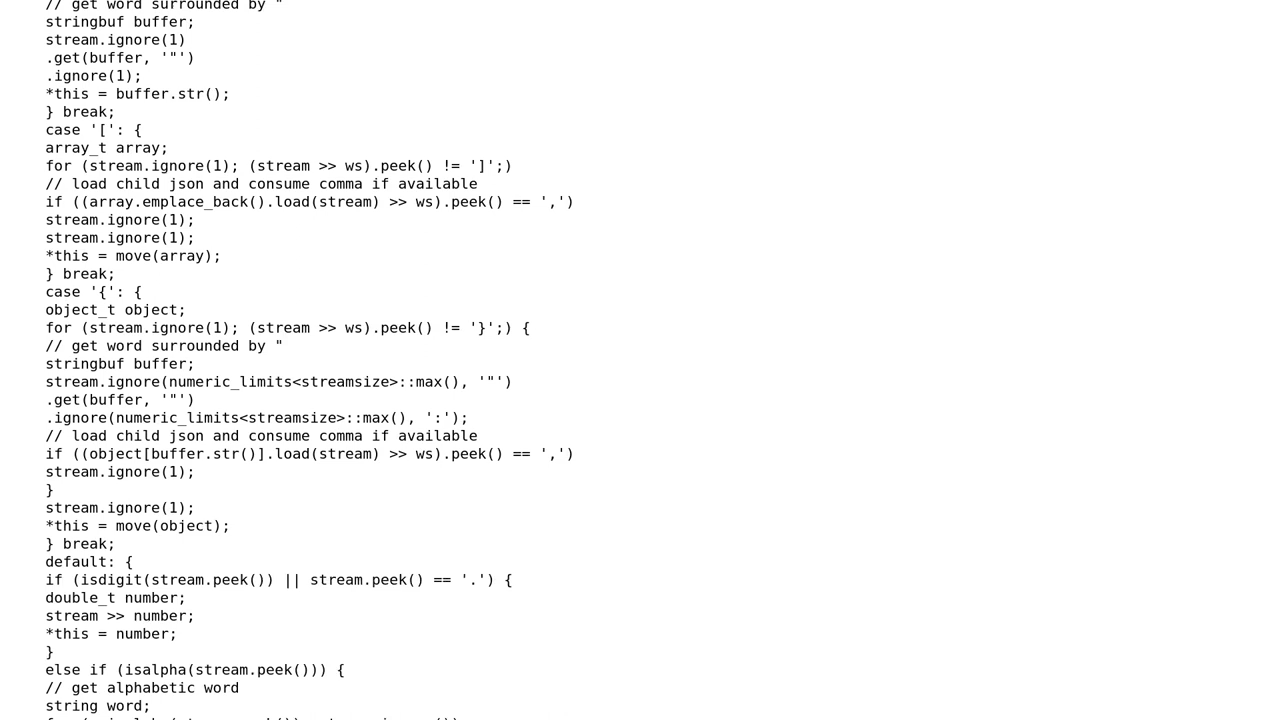 // get word surrounded by "
stringbuf buffer;
stream.ignore(1)
.get(buffer, '"')
.ignore(1);
*this = buffer.str();
} break;
case '[': {
array_t array;
for (stream.ignore(1); (stream >> ws).peek() != ']';)
// load child json and consume comma if available
if ((array.emplace_back().load(stream) >> ws).peek() == ',')
stream.ignore(1);
stream.ignore(1);
*this = move(array);
} break;
case '{': {
object_t object;
for (stream.ignore(1); (stream >> ws).peek() != '}';) {
// get word surrounded by "
stringbuf buffer;
stream.ignore(numeric_limits<streamsize>::max(), '"')
.get(buffer, '"')
.ignore(numeric_limits<streamsize>::max(), ':');
// load child json and consume comma if available
if ((object[buffer.str()].load(stream) >> ws).peek() == ',')
stream.ignore(1);
}
stream.ignore(1);
*this = move(object);
} break;
default: {
if (isdigit(stream.peek()) || stream.peek() == '.') {
double_t number;
stream >> number;
*this = number;
}
else if (isalpha(stream.peek())) {
// get alphabetic word
string word;